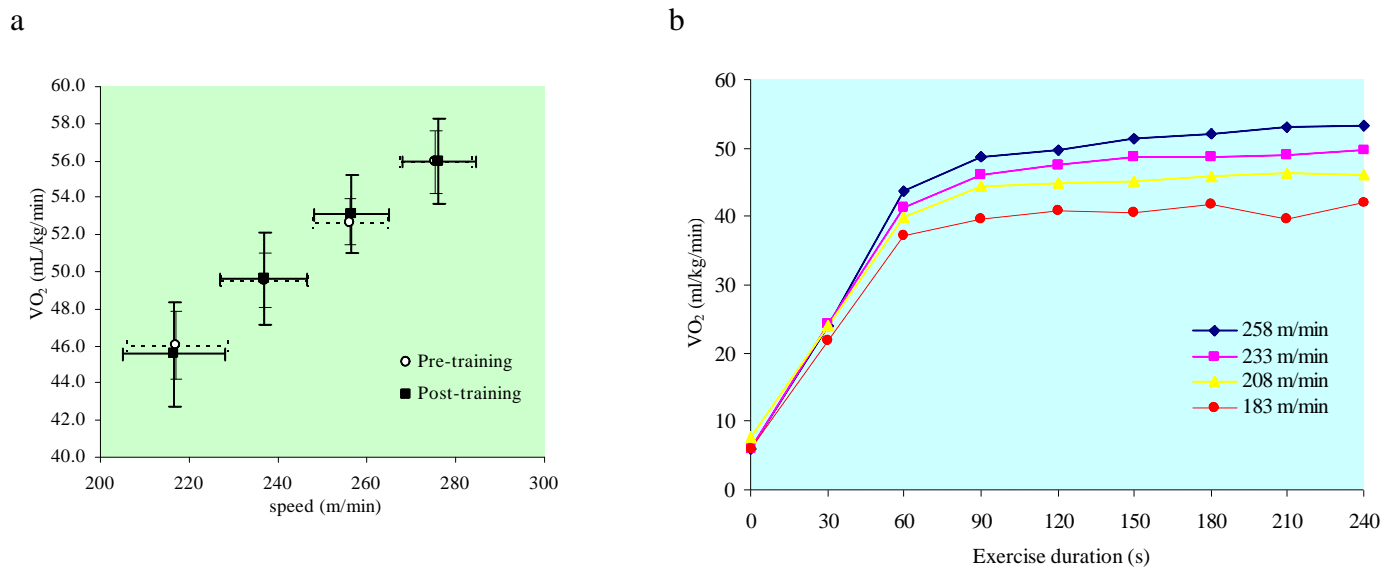 a
60.0
58.0
56.0
54.0
52.0
50.0
48.0
46.0
44.0
42.0
40.0
VO2 (mL/kg/min)
200 220 240 260 280 300
speed (m/min)
Pre-training
Post-training
b
60
50
40
30
20
10
0
VO2 (ml/kg/min)
0 30 60 90 120 150 180 210 240
Exercise duration (s)
258 m/min
233 m/min
208 m/min
183 m/min